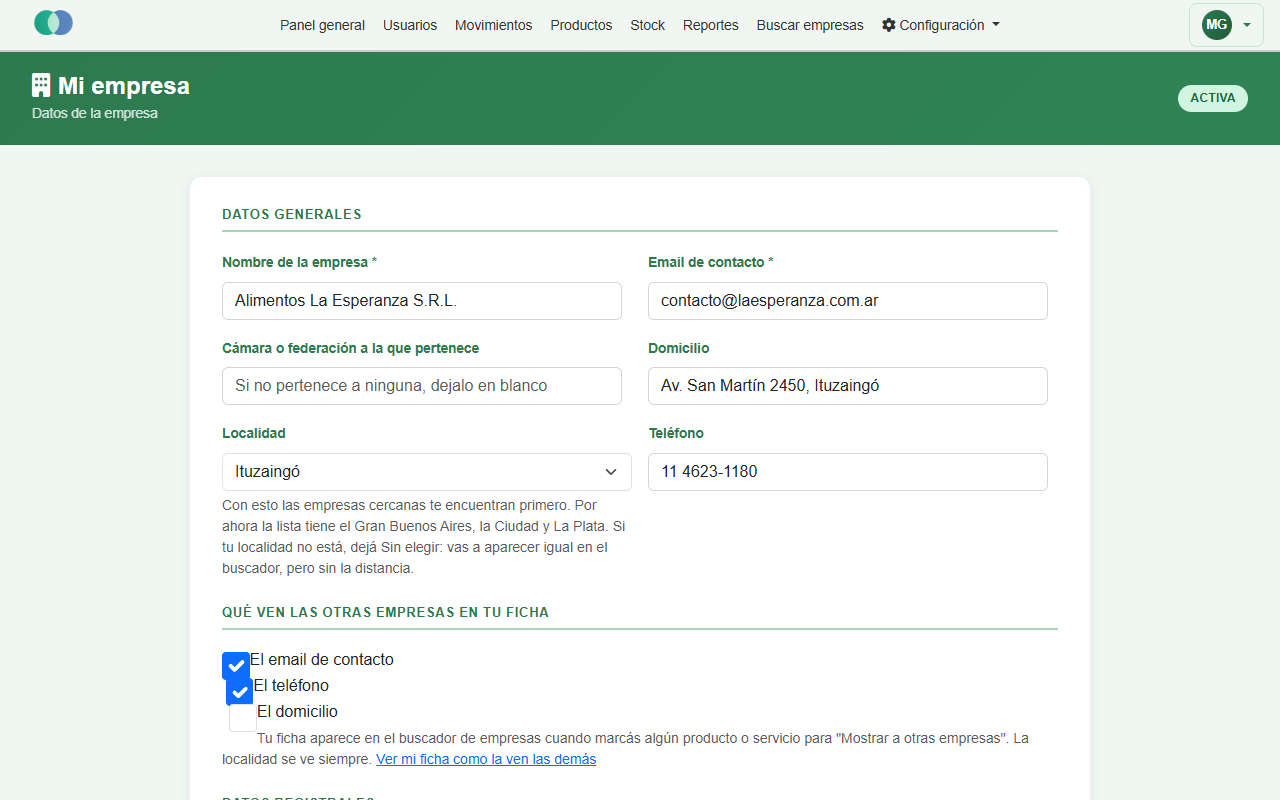 Panel general Usuarios Movimientos Productos Stock Reportes Buscar empresas Configuración MG
Mi empresa
Datos de la empresa
ACTIVA
DATOS GENERALES
Nombre de la empresa * Email de contacto *
Alimentos La Esperanza S.R.L. contacto@laesperanza.com.ar
Cámara o federación a la que pertenece Domicilio
Si no pertenece a ninguna, dejalo en blanco Av. San Martín 2450, Ituzaingó
Localidad Teléfono
Ituzaingó 11 4623-1180
Con esto las empresas cercanas te encuentran primero. Por
ahora la lista tiene el Gran Buenos Aires, la Ciudad y La Plata. Si
tu localidad no está, dejá Sin elegir: vas a aparecer igual en el
buscador, pero sin la distancia.
QUÉ VEN LAS OTRAS EMPRESAS EN TU FICHA
El email de contacto
El teléfono
El domicilio
Tu ficha aparece en el buscador de empresas cuando marcás algún producto o servicio para "Mostrar a otras empresas". La
localidad se ve siempre. Ver mi ficha como la ven las demás
DATOS REGISTRALES